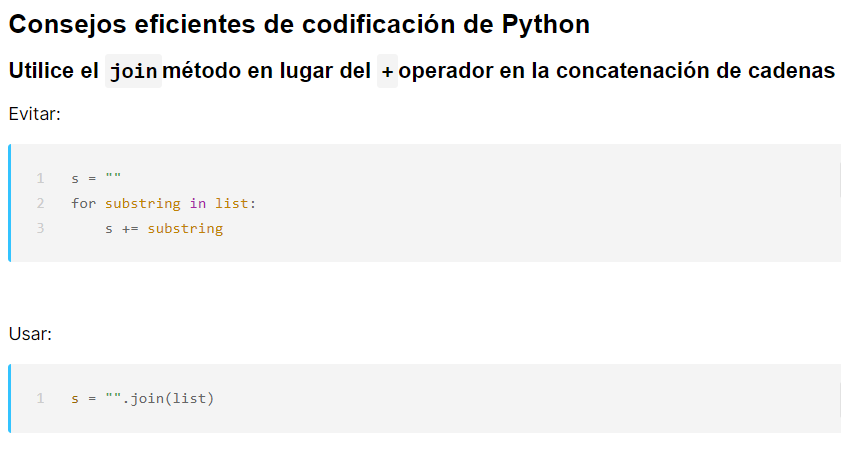 Consejos eficientes de codificación de Python
Utilice el join método en lugar del + operador en la concatenación de cadenas
Evitar:
1 s = ""
2 for substring in list:
3     s += substring
Usar:
1 s = "".join(list)